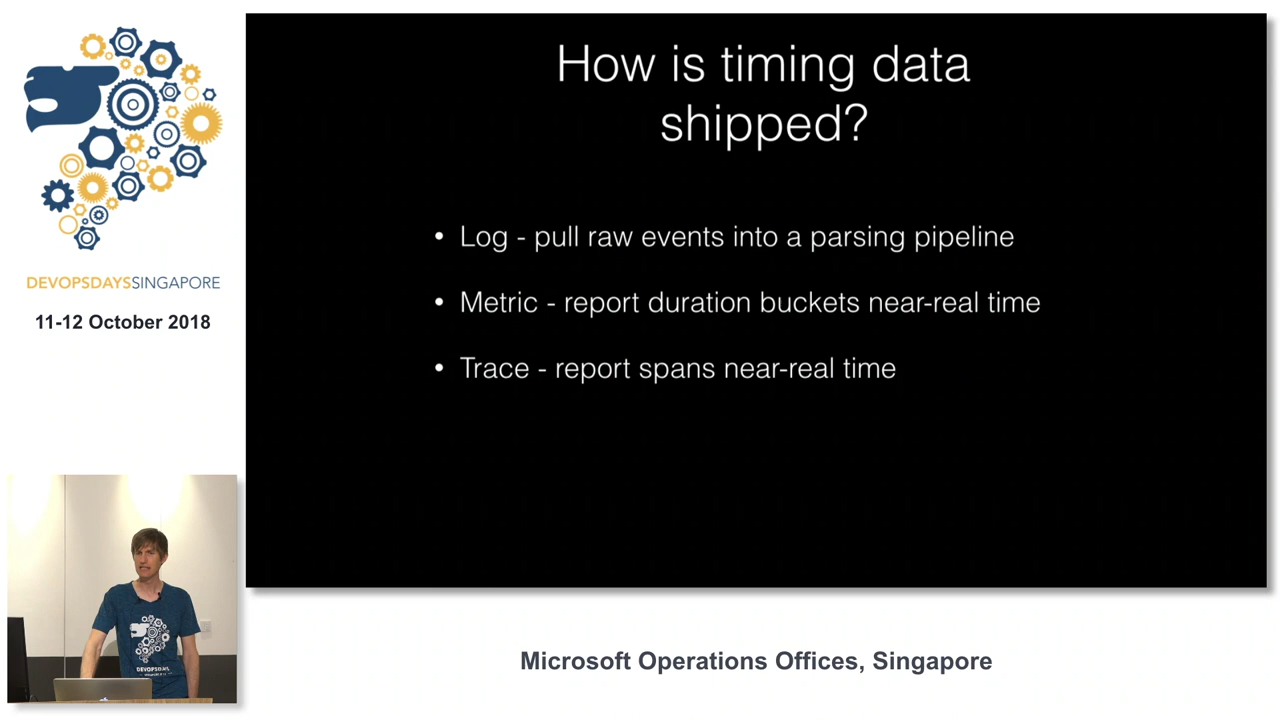 How is timing data
shipped?
• Log - pull raw events into a parsing pipeline
• Metric - report duration buckets near-real time
• Trace - report spans near-real time
DEVOPSDAYSSINGAPORE
11-12 October 2018
DEVOPSDAYS
Microsoft Operations Offices, Singapore